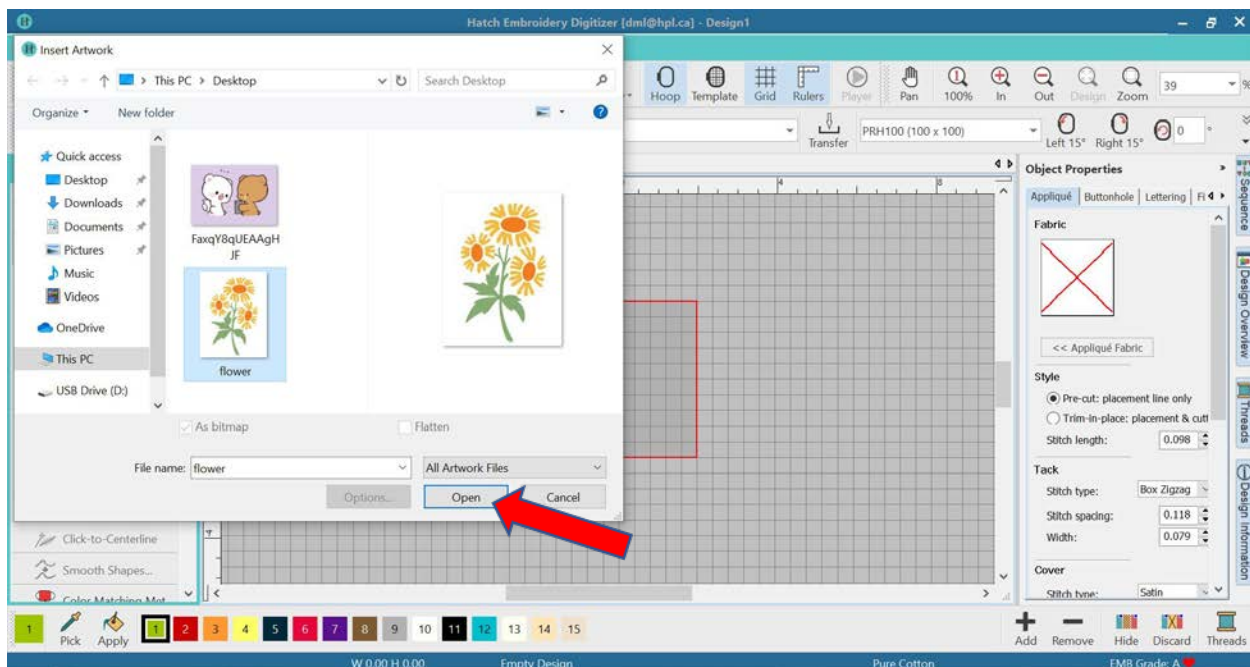 Hatch Embroidery Digitizer [dml@hpl.ca] - Design1
Insert Artwork
This PC > Desktop
Search Desktop
Organize
New folder
Quick access
Desktop
Downloads
Documents
Pictures
Music
Videos
OneDrive
This PC
USB Drive (D:)
FaxqY8qUEAAgH
JF
flower
As bitmap
Flatten
File name: flower
All Artwork Files
Options...
Open
Cancel
Hoop
Template
Grid
Rulers
Player
Pan
100%
In
Out
Design
Zoom
39
%
Transfer
PRH100 (100 x 100)
Left 15°
Right 15°
0 °
4
8
Object Properties
Appliqué
Buttonhole
Lettering
Fi
Fabric
<< Appliqué Fabric
Style
Pre-cut: placement line only
Trim-in-place: placement & cutt
Stitch length: 0.098
Tack
Stitch type: Box Zigzag
Stitch spacing: 0.118
Width: 0.079
Cover
Stitch type: Satin
Sequence
Design Overview
Threads
Design Information
Click-to-Centerline
Smooth Shapes...
Color Matching Met
1
Pick
Apply
1 2 3 4 5 6 7 8 9 10 11 12 13 14 15
Add
Remove
Hide
Discard
Threads
W 0.00 H 0.00
Empty Design
Pure Cotton
EMB Grade: A